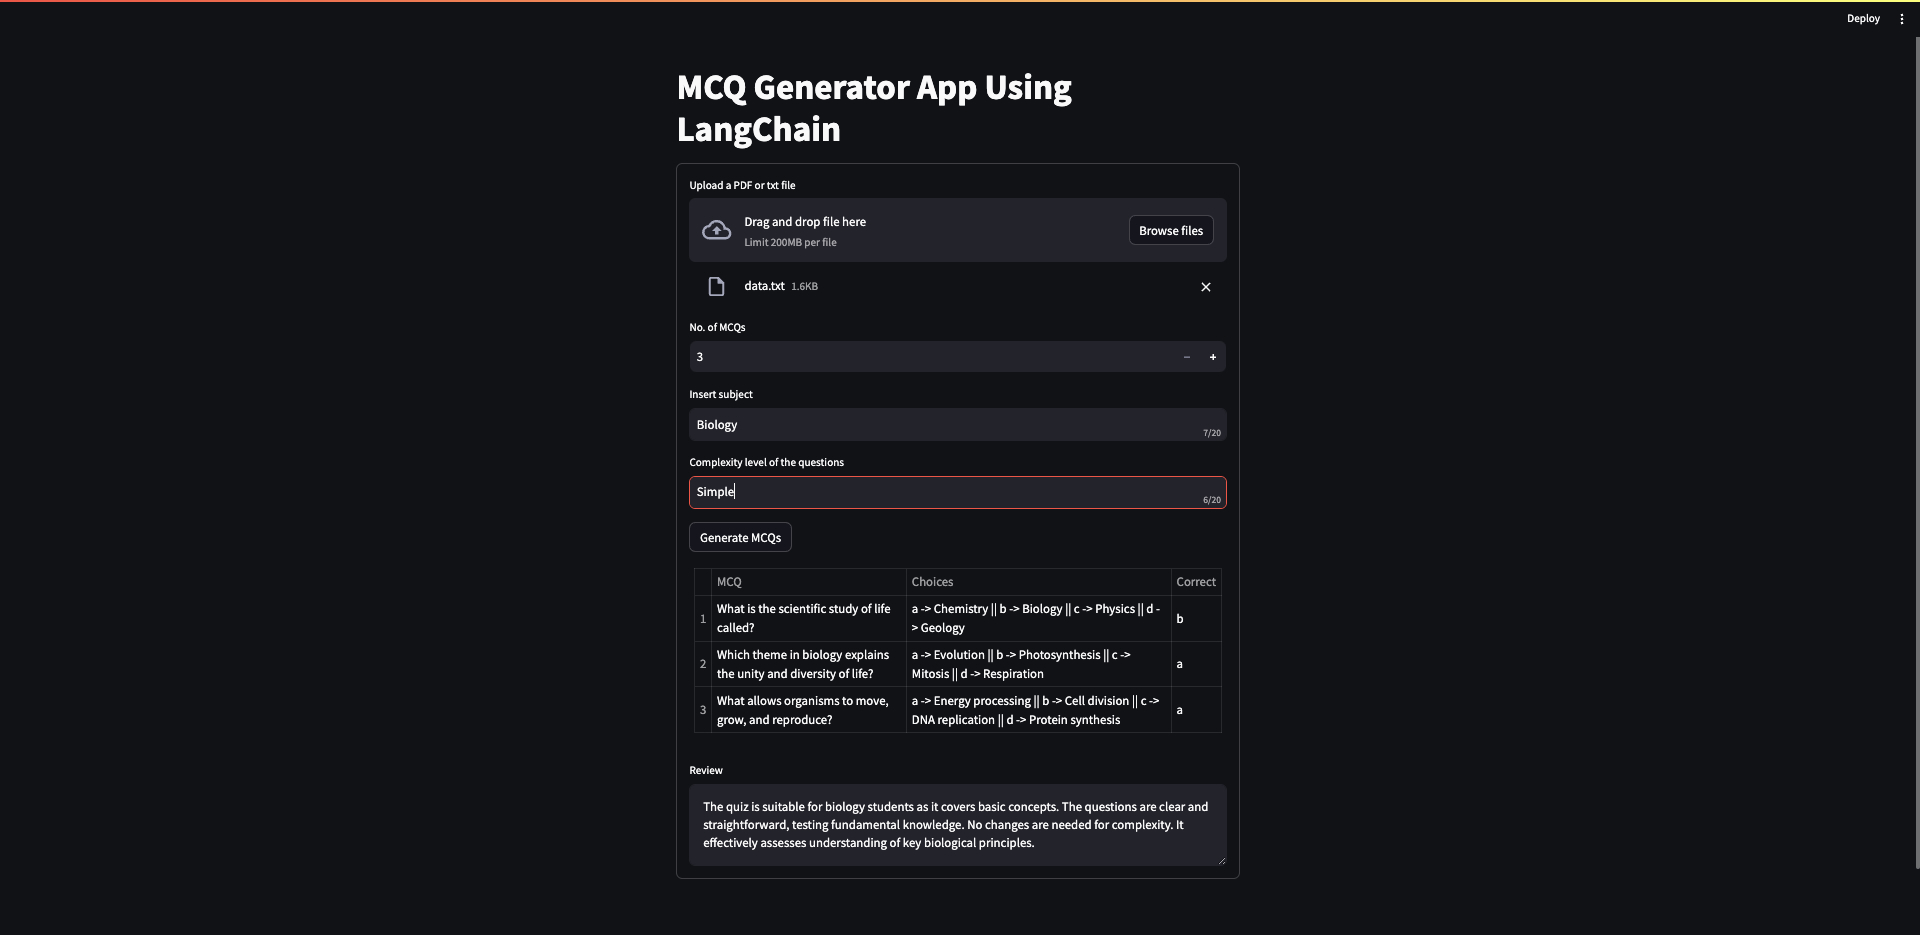 Deploy
MCQ Generator App Using
LangChain
Upload a PDF or txt file
Drag and drop file here
Limit 200MB per file
Browse files
data.txt 1.6KB
No. of MCQs
3
Insert subject
Biology
7/20
Complexity level of the questions
Simple
6/20
Generate MCQs
MCQ Choices Correct
1 What is the scientific study of life a -> Chemistry || b -> Biology || c -> Physics || d - b
called? > Geology
2 Which theme in biology explains a -> Evolution || b -> Photosynthesis || c -> a
the unity and diversity of life? Mitosis || d -> Respiration
3 What allows organisms to move, a -> Energy processing || b -> Cell division || c -> a
grow, and reproduce? DNA replication || d -> Protein synthesis
Review
The quiz is suitable for biology students as it covers basic concepts. The questions are clear and
straightforward, testing fundamental knowledge. No changes are needed for complexity. It
effectively assesses understanding of key biological principles.